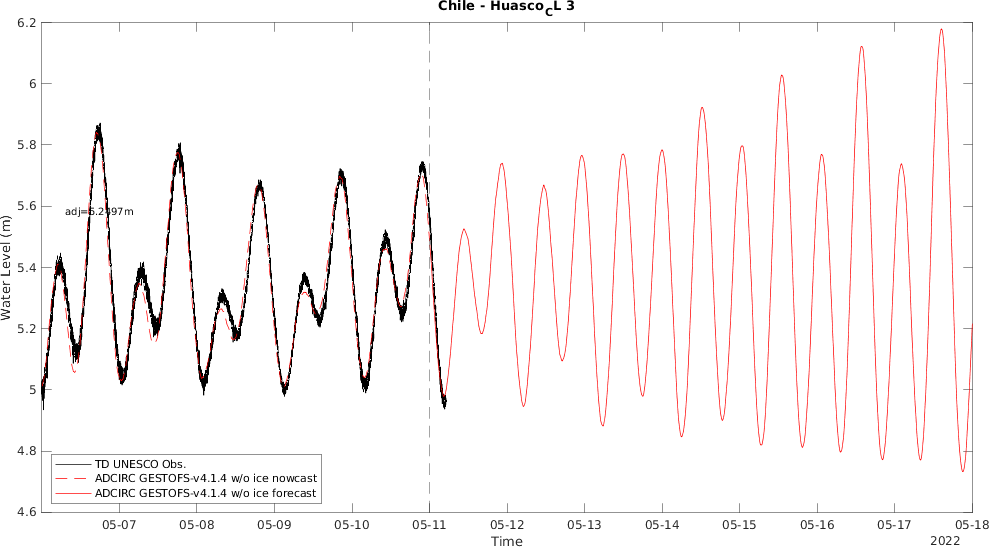 Chile - Huasco_CL 3
6.2
6
5.8
5.6
5.4
5.2
5
4.8
4.6
Water Level (m)
adj=5.2497m
TD UNESCO Obs.
ADCIRC GESTOFS-v4.1.4 w/o ice nowcast
ADCIRC GESTOFS-v4.1.4 w/o ice forecast
05-07 05-08 05-09 05-10 05-11 05-12 05-13 05-14 05-15 05-16 05-17 05-18
Time
2022